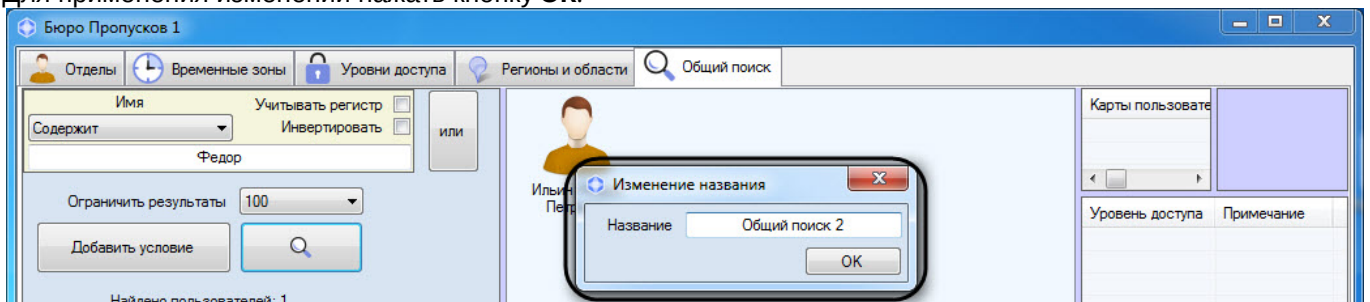 Для применения изменений нажать кнопку ОК.
Бюро Пропусков 1
Отделы
Временные зоны
Уровни доступа
Регионы и области
Общий поиск
Имя
Учитывать регистр
Содержит
Инвертировать
или
Федор
Ограничить результаты 100
Добавить условие
Найдено пользователей: 1
Изменение названия
Название Общий поиск 2
OK
Карты пользовате
Уровень доступа Примечание